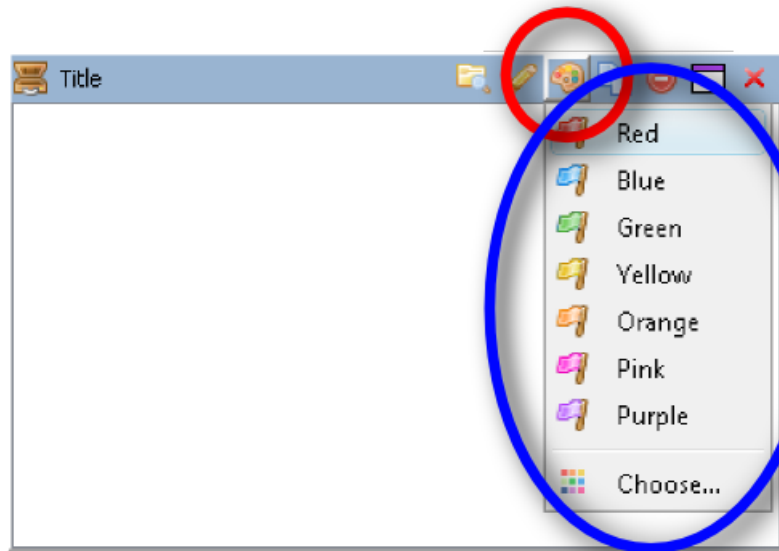 Title
Red
Blue
Green
Yellow
Orange
Pink
Purple
Choose...